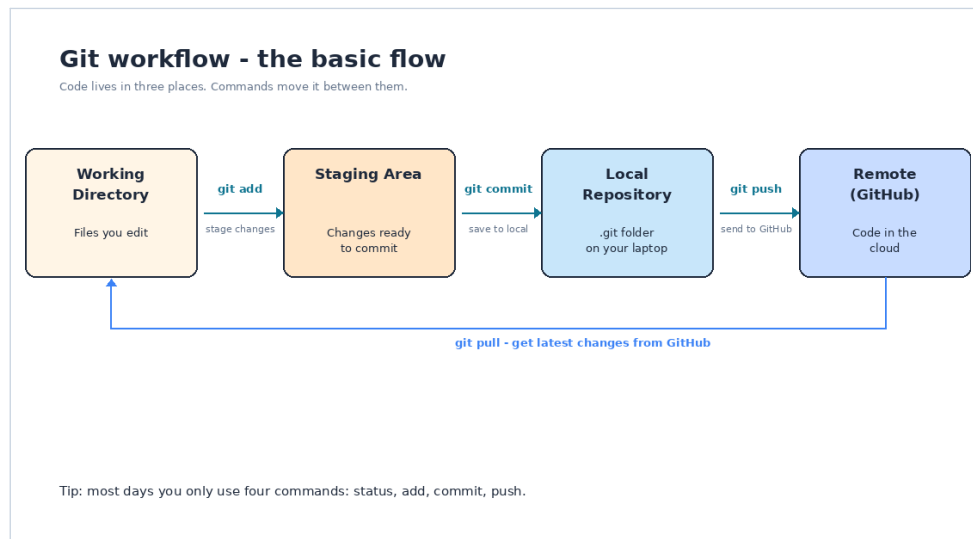 Git workflow - the basic flow
Code lives in three places. Commands move it between them.
Working
Directory
Files you edit
git add
stage changes
Staging Area
Changes ready
to commit
git commit
save to local
Local
Repository
.git folder
on your laptop
git push
send to GitHub
Remote
(GitHub)
Code in the
cloud
git pull - get latest changes from GitHub
Tip: most days you only use four commands: status, add, commit, push.